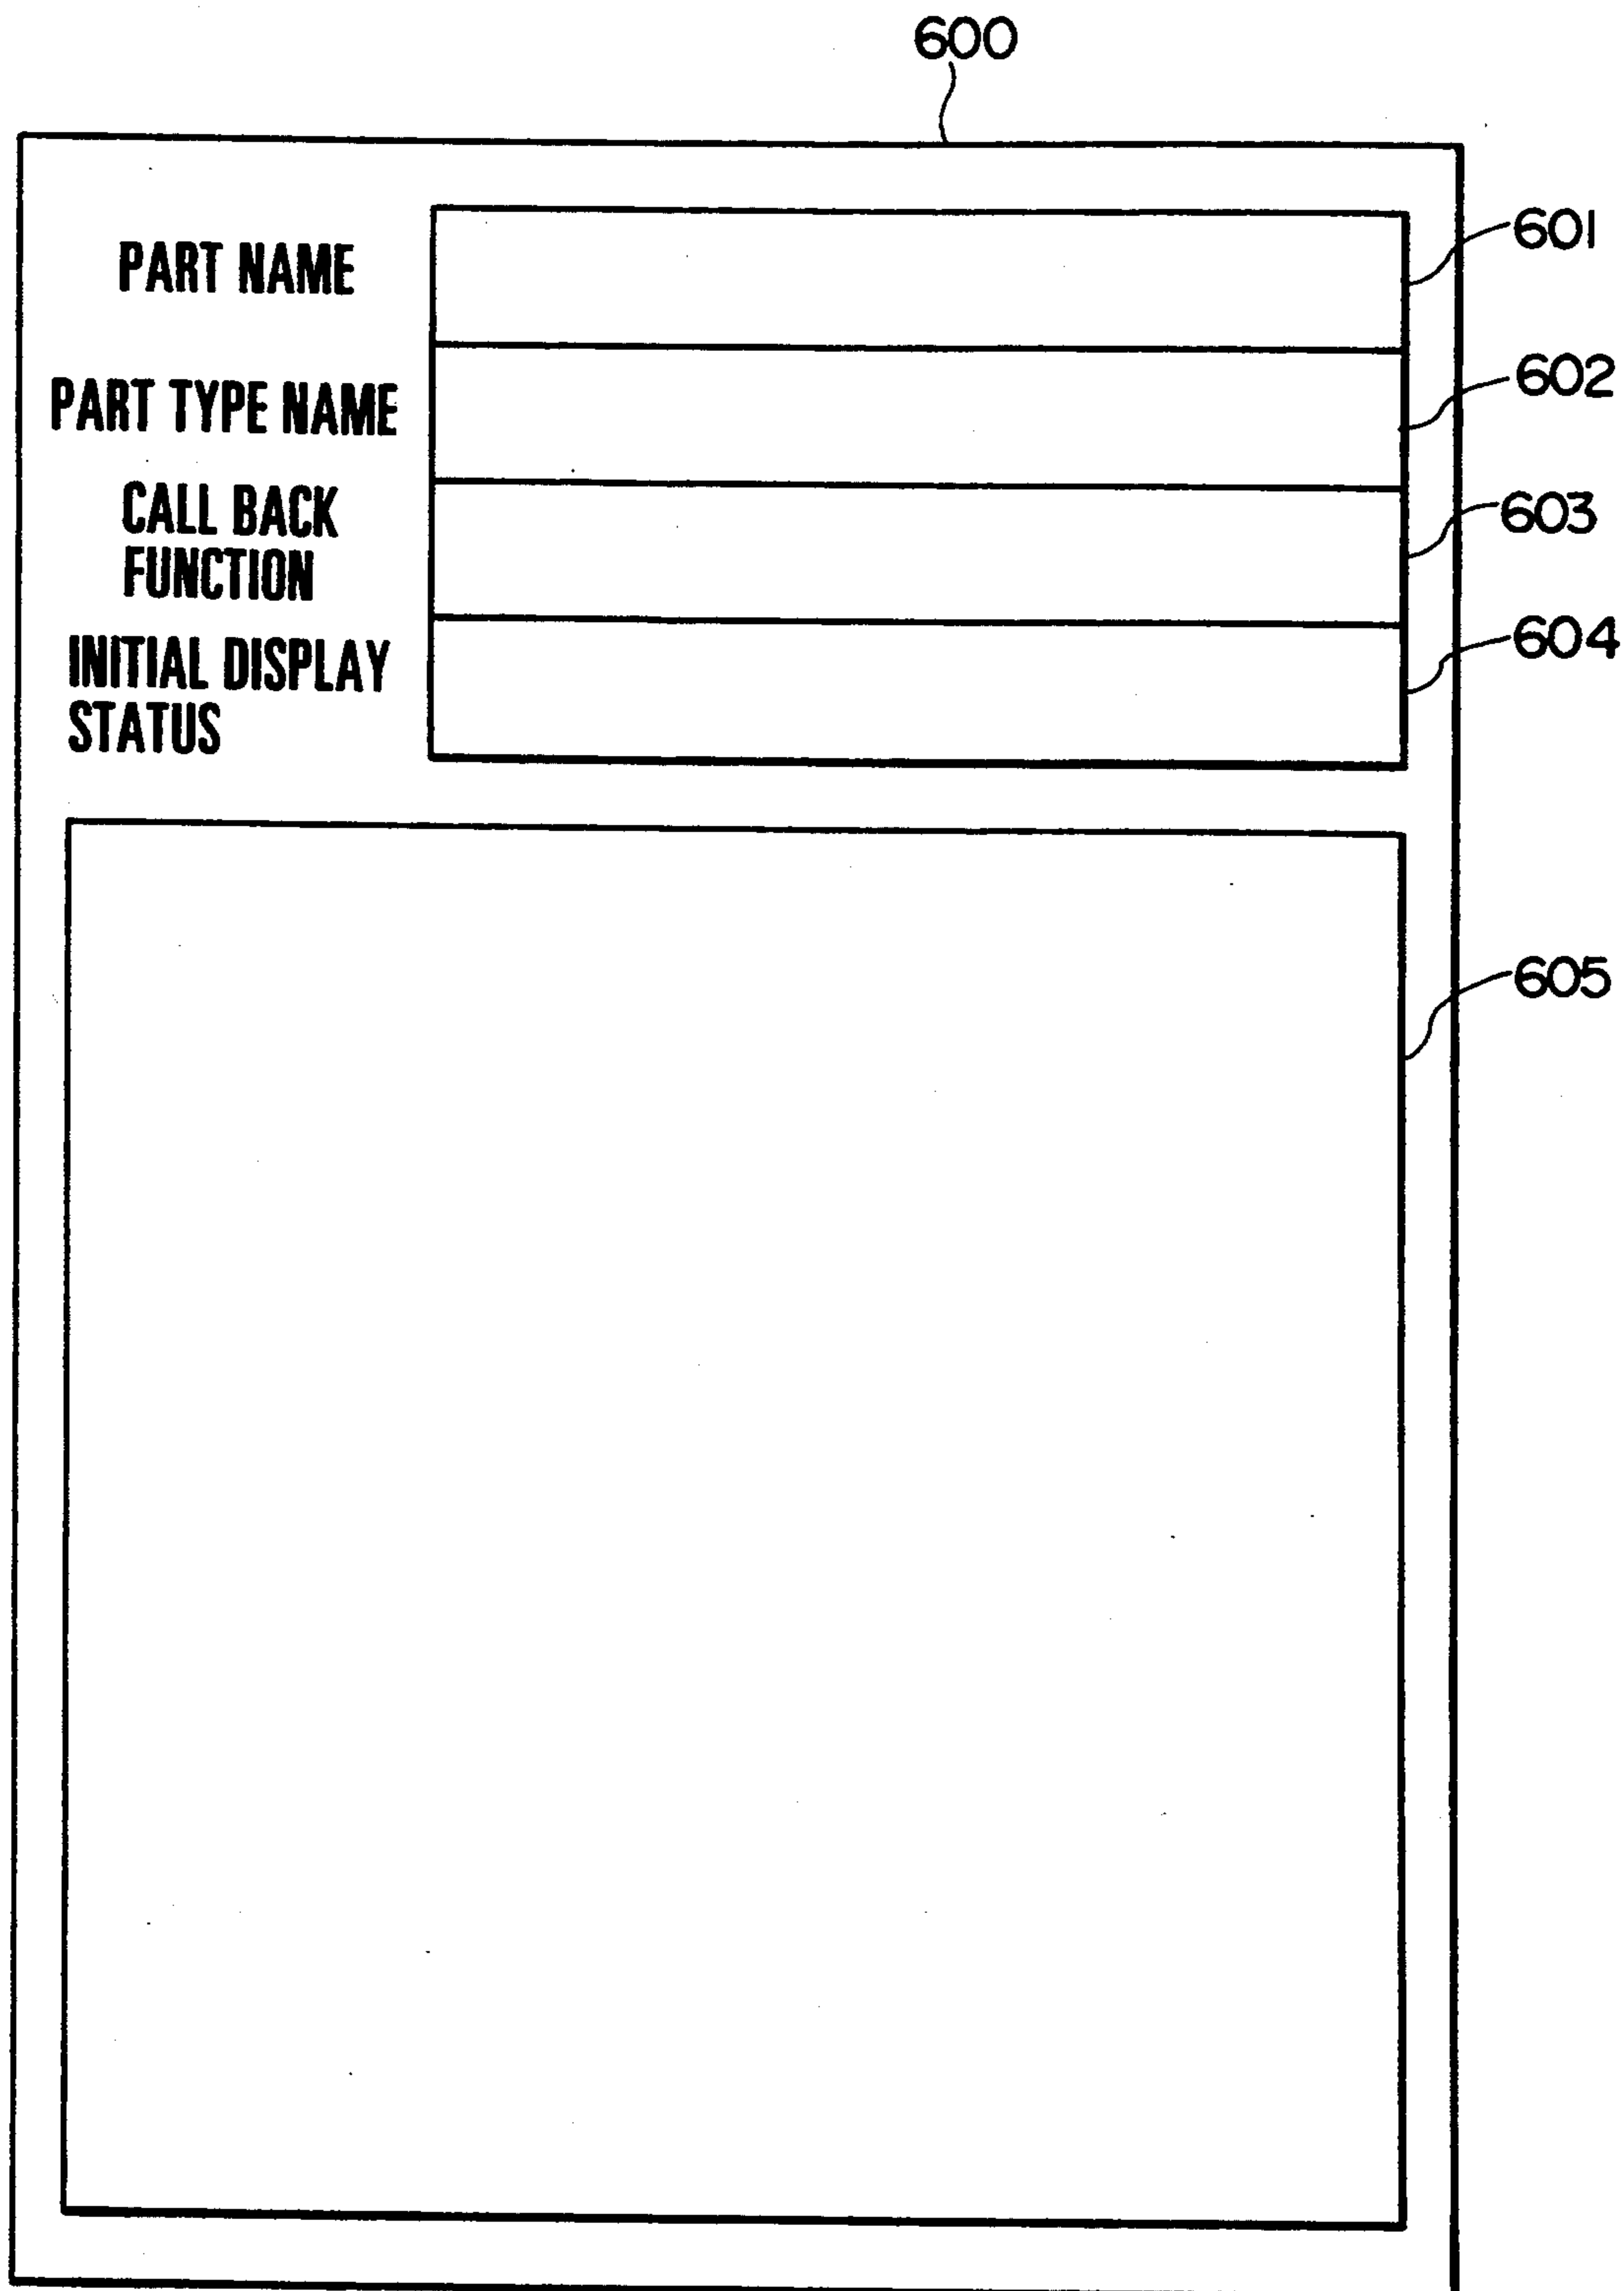 600
PART NAME
601
PART TYPE NAME
602
CALL BACK
FUNCTION
603
INITIAL DISPLAY
STATUS
604
605